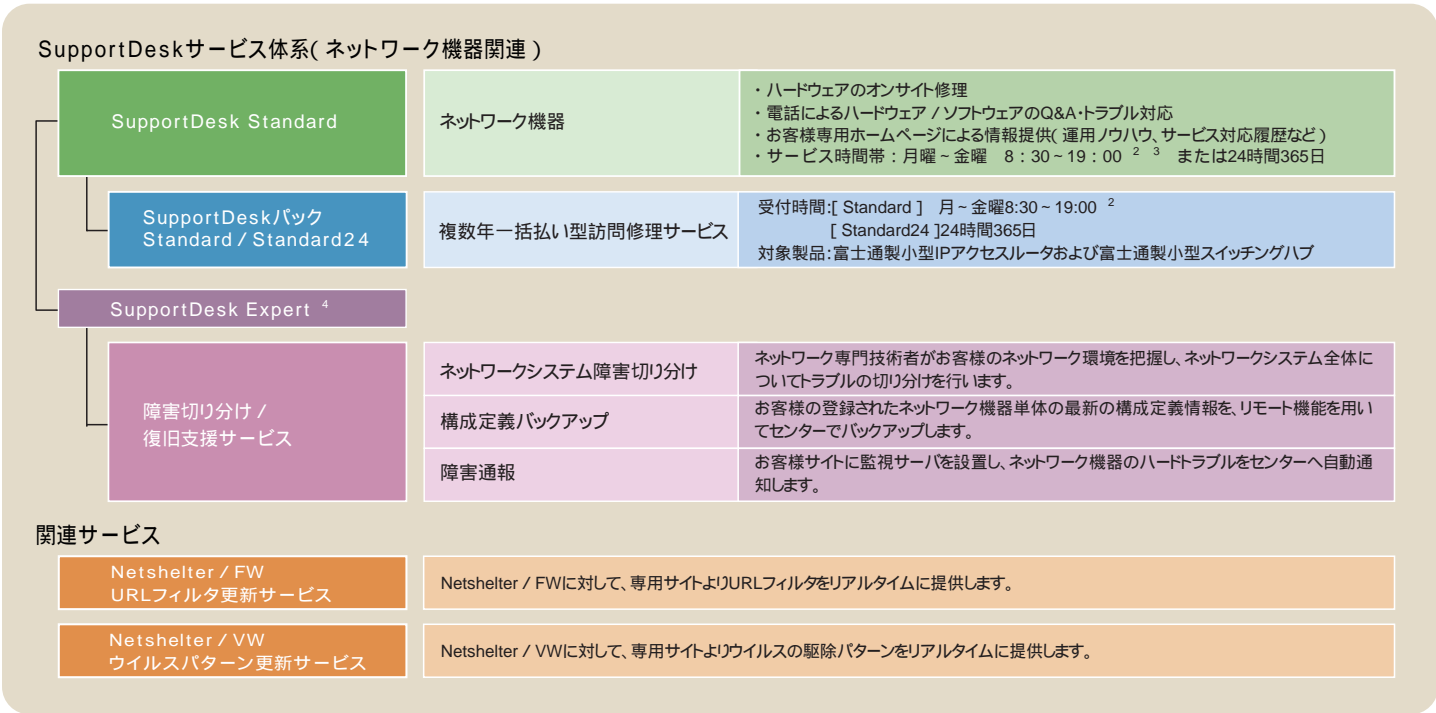 SupportDeskサービス体系(ネットワーク機器関連)
SupportDesk Standard
ネットワーク機器
・ハードウェアのオンサイト修理
・電話によるハードウェア/ソフトウェアのQ&A・トラブル対応
・お客様専用ホームページによる情報提供(運用ノウハウ、サービス対応履歴など)
・サービス時間帯:月曜~金曜 8:30~19:00 2 3 または24時間365日
SupportDeskパック
Standard/Standard24
複数年一括払い型訪問修理サービス
受付時間:[Standard] 月~金曜8:30~19:00 2
[Standard24]24時間365日
対象製品:富士通製小型IPアクセスルータおよび富士通製小型スイッチングハブ
SupportDesk Expert 4
障害切り分け/
復旧支援サービス
ネットワークシステム障害切り分け
ネットワーク専門技術者がお客様のネットワーク環境を把握し、ネットワークシステム全体に
ついてトラブルの切り分けを行います。
構成定義バックアップ
お客様の登録されたネットワーク機器単体の最新の構成定義情報を、リモート機能を用い
てセンターでバックアップします。
障害通報
お客様サイトに監視サーバを設置し、ネットワーク機器のハードトラブルをセンターへ自動通
知します。
関連サービス
Netshelter/FW
URLフィルタ更新サービス
Netshelter/FWに対して、専用サイトよりURLフィルタをリアルタイムに提供します。
Netshelter/VW
ウイルスパターン更新サービス
Netshelter/VWに対して、専用サイトよりウイルスの駆除パターンをリアルタイムに提供します。